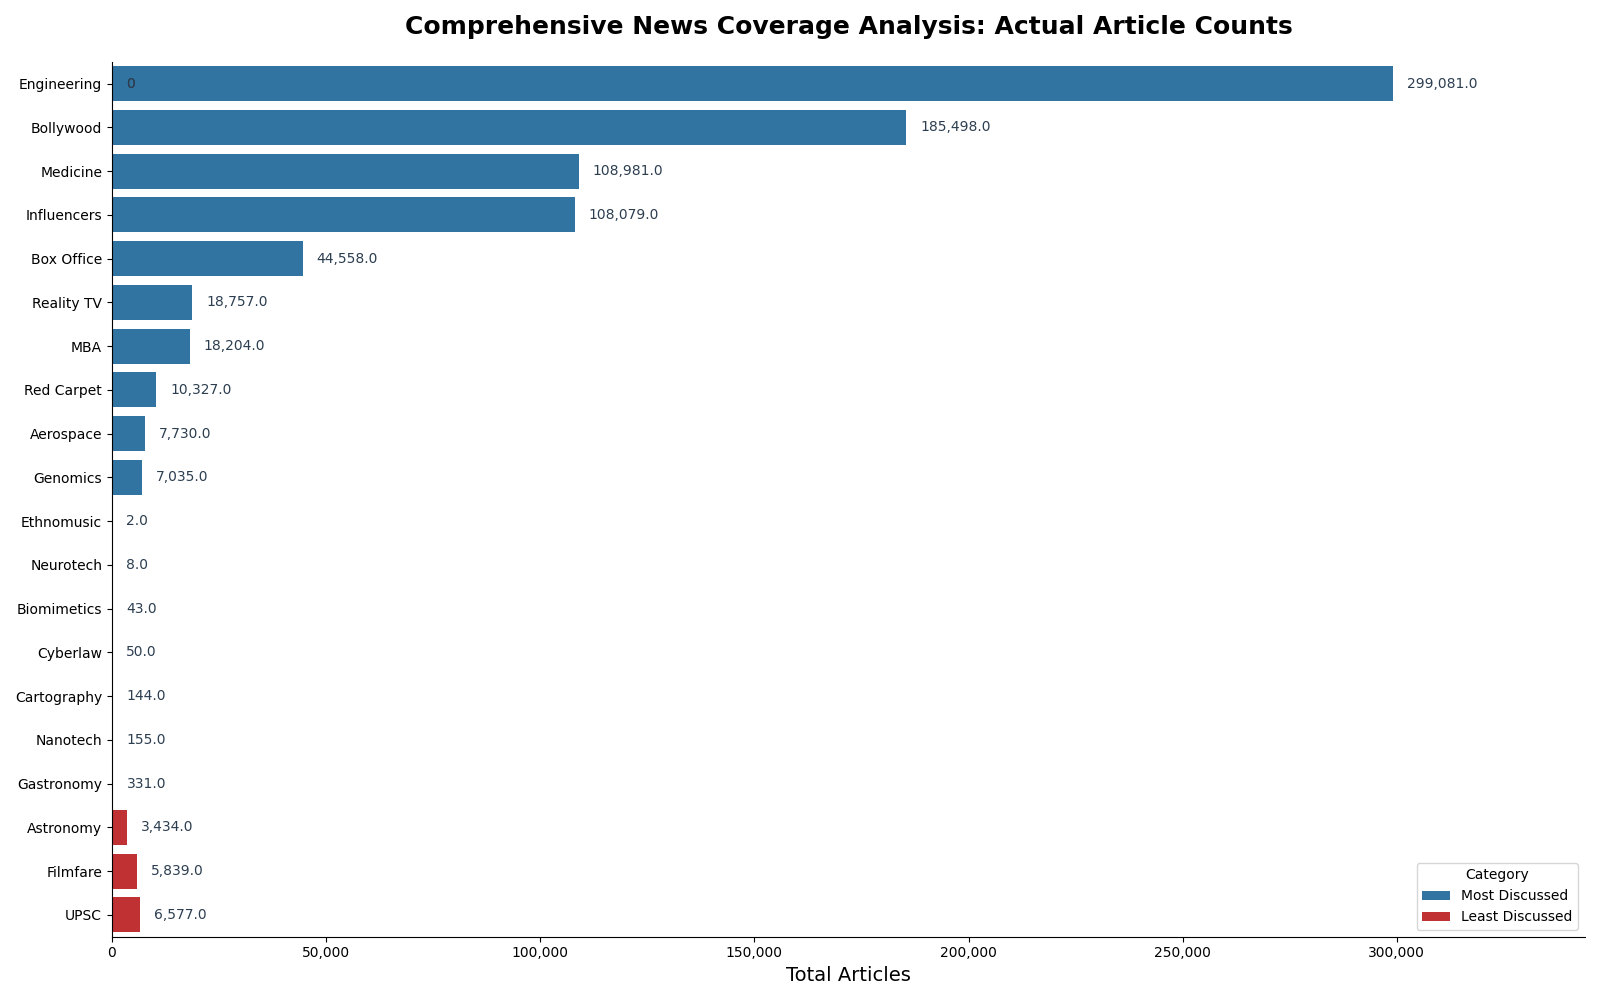 Comprehensive News Coverage Analysis: Actual Article Counts
Engineering 0 299,081.0
Bollywood 185,498.0
Medicine 108,981.0
Influencers 108,079.0
Box Office 44,558.0
Reality TV 18,757.0
MBA 18,204.0
Red Carpet 10,327.0
Aerospace 7,730.0
Genomics 7,035.0
Ethnomusic 2.0
Neurotech 8.0
Biomimetics 43.0
Cyberlaw 50.0
Cartography 144.0
Nanotech 155.0
Gastronomy 331.0
Astronomy 3,434.0
Filmfare 5,839.0
UPSC 6,577.0
Category
Most Discussed
Least Discussed
0 50,000 100,000 150,000 200,000 250,000 300,000
Total Articles